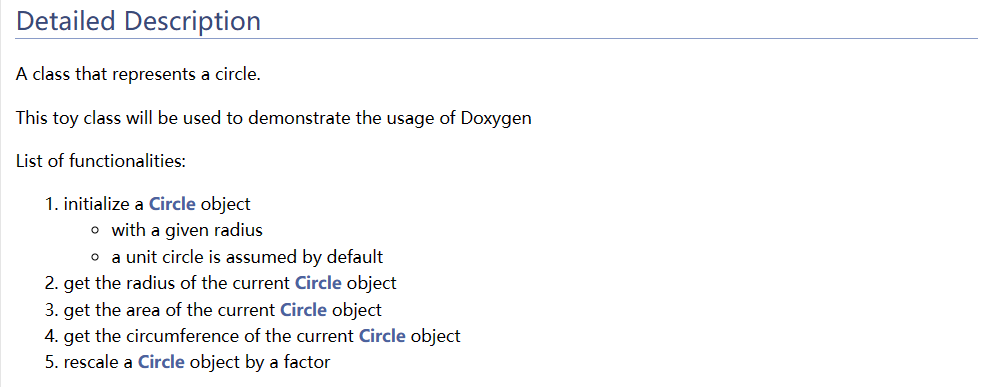 Detailed Description
A class that represents a circle.
This toy class will be used to demonstrate the usage of Doxygen
List of functionalities:
1. initialize a Circle object
with a given radius
a unit circle is assumed by default
2. get the radius of the current Circle object
3. get the area of the current Circle object
4. get the circumference of the current Circle object
5. rescale a Circle object by a factor